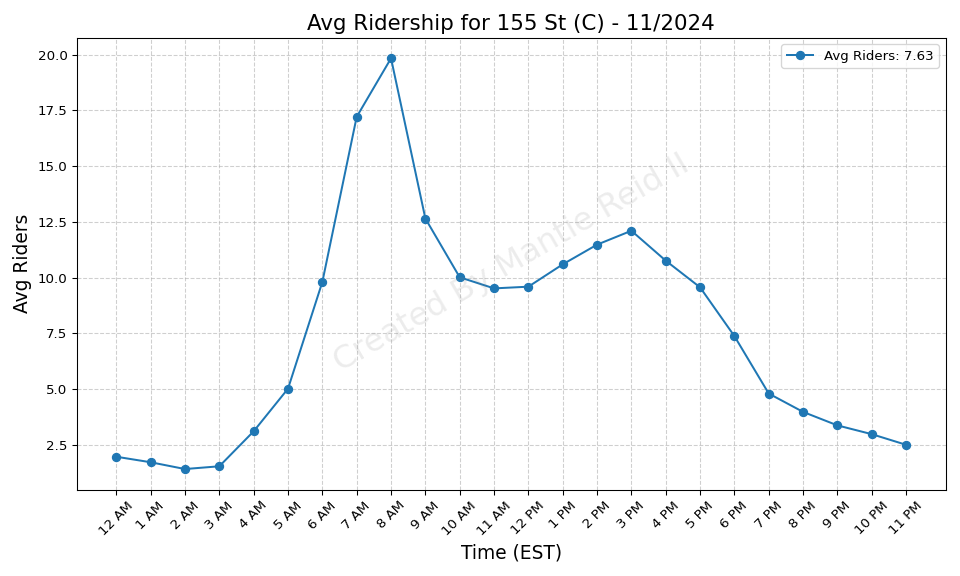 Avg Ridership for 155 St (C) - 11/2024
Avg Riders: 7.63
20.0
17.5
15.0
12.5
10.0
7.5
5.0
2.5
Avg Riders
Created By Mantle Reid II
12 AM
1 AM
2 AM
3 AM
4 AM
5 AM
6 AM
7 AM
8 AM
9 AM
10 AM
11 AM
12 PM
1 PM
2 PM
3 PM
4 PM
5 PM
6 PM
7 PM
8 PM
9 PM
10 PM
11 PM
Time (EST)